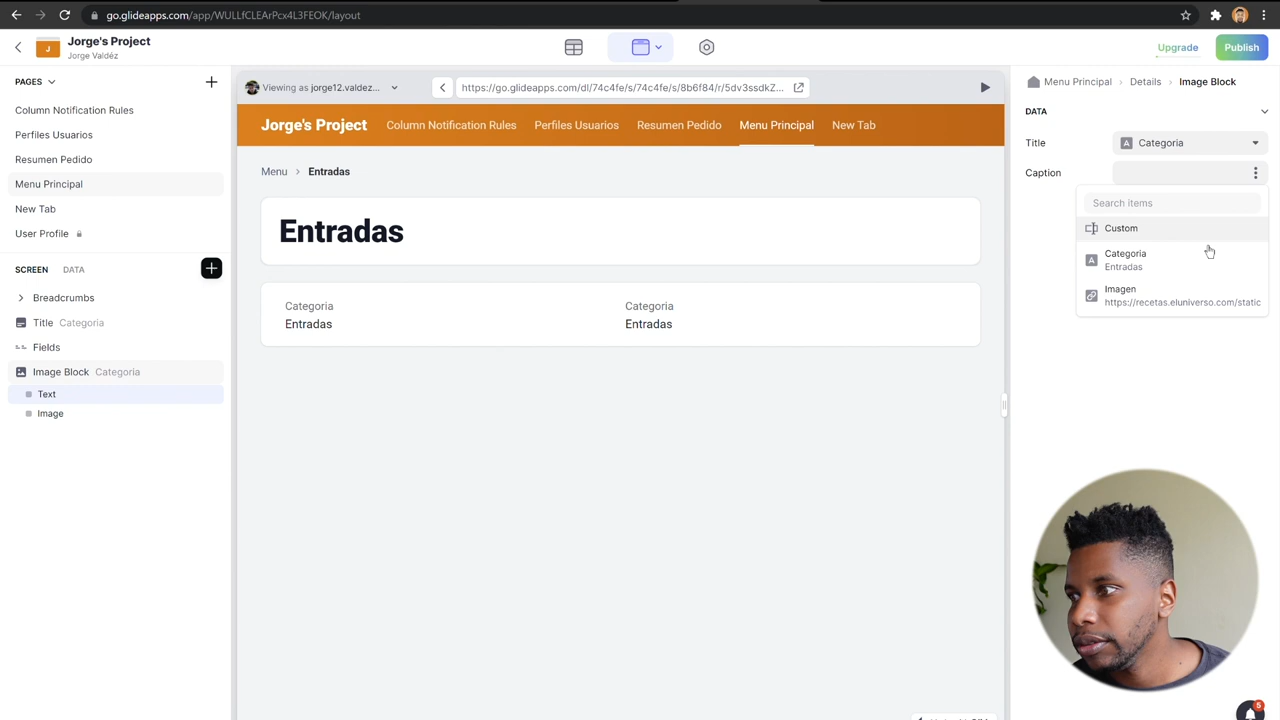 go.glideapps.com/app/WULLfCLEArPcx4L3FEOK/layout
J
Jorge's Project
Jorge Valdéz
Upgrade
Publish
PAGES
Column Notification Rules
Perfiles Usuarios
Resumen Pedido
Menu Principal
New Tab
User Profile
SCREEN DATA
Breadcrumbs
Title Categoria
Fields
Image Block Categoria
Text
Image
Viewing as jorge12.valdez...
https://go.glideapps.com/dl/74c4fe/s/74c4fe/s/8b6f84/r/5dv3ssdkZ...
Jorge's Project Column Notification Rules Perfiles Usuarios Resumen Pedido Menu Principal New Tab
Menu > Entradas
Entradas
Categoria Categoria
Entradas Entradas
Menu Principal > Details > Image Block
DATA
Title A Categoria
Caption
Search items
Custom
A Categoria
Entradas
Imagen
https://recetas.eluniverso.com/static
5